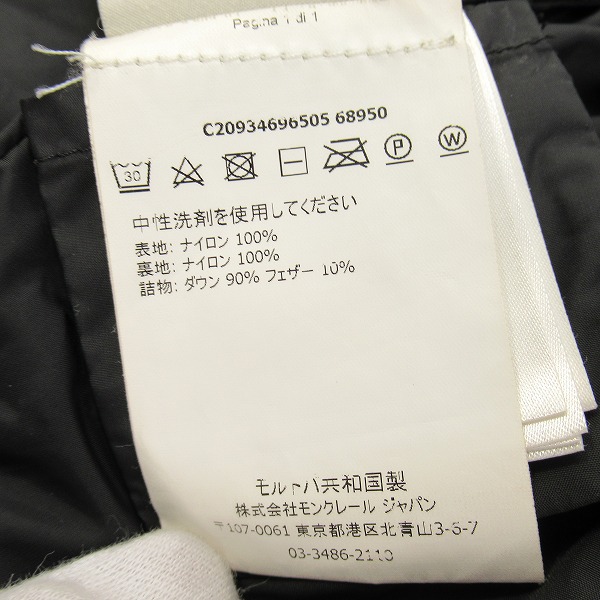 Pagina 1 di 1
C20934696505 68950
30
P
W
中性洗剤を使用してください
表地: ナイロン 100%
裏地: ナイロン 100%
詰物: ダウン 90% フェザー 10%
モルドバ共和国製
株式会社モンクレール ジャパン
〒107-0061 東京都港区北青山3-5-7
03-3486-2110